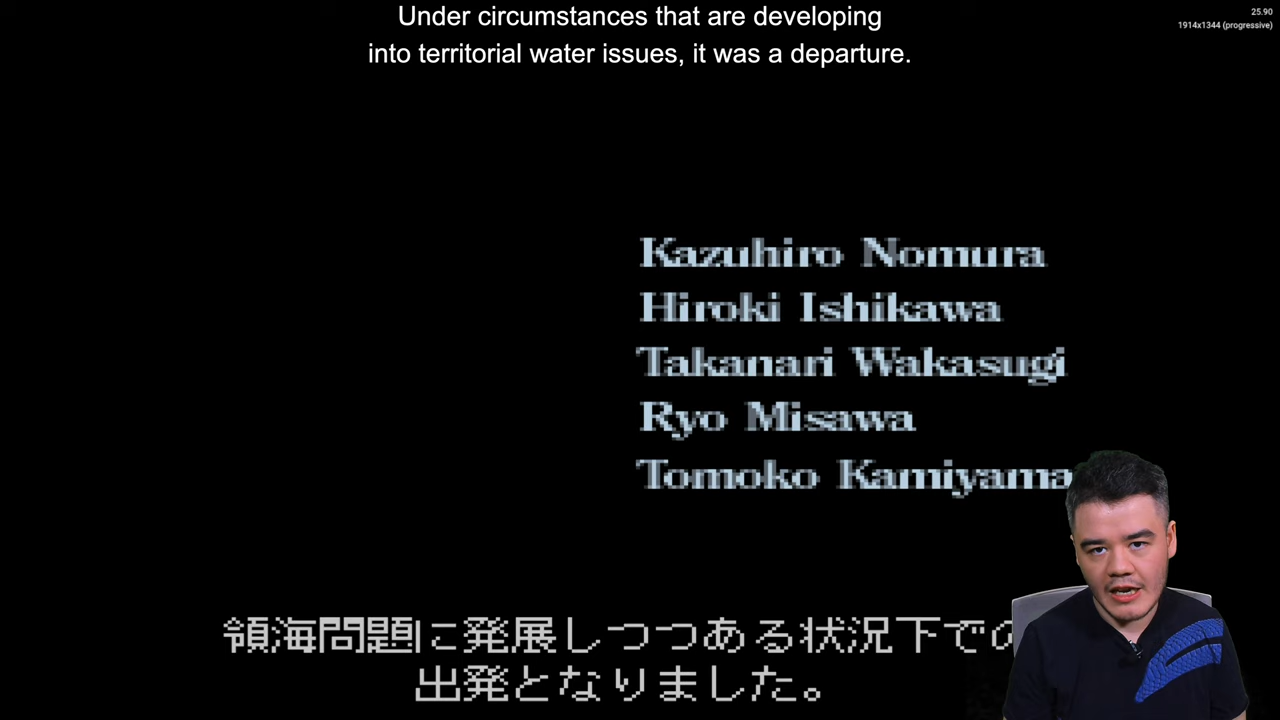 Under circumstances that are developing
into territorial water issues, it was a departure.
25.90
1914x1344 (progressive)
Kazuhiro Nomura
Hiroki Ishikawa
Takanari Wakasugi
Ryo Misawa
Tomoko Kamiyama
領海問題に発展しつつある状況下での
出発となりました。